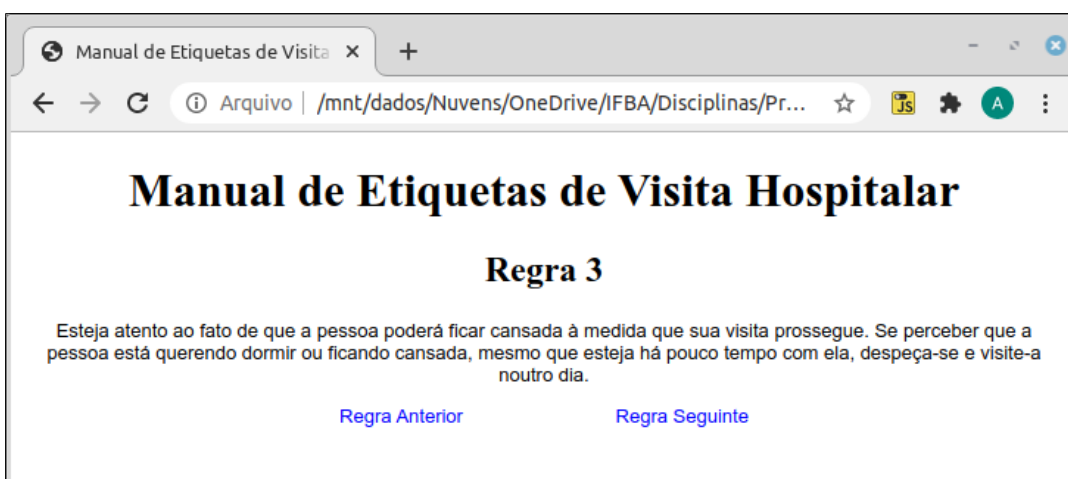 Manual de Etiquetas de Visita
Arquivo /mnt/dados/Nuvens/OneDrive/IFBA/Disciplinas/Pr...
JS
A
Manual de Etiquetas de Visita Hospitalar
Regra 3
Esteja atento ao fato de que a pessoa poderá ficar cansada à medida que sua visita prossegue. Se perceber que a
pessoa está querendo dormir ou ficando cansada, mesmo que esteja há pouco tempo com ela, despeça-se e visite-a
noutro dia.
Regra Anterior Regra Seguinte